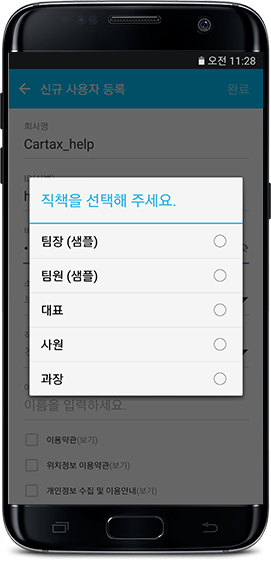 오전 11:28
신규 사용자 등록
완료
회사명
Cartax_help
직책을 선택해 주세요.
팀장 (샘플)
팀원 (샘플)
대표
사원
과장
이름을 입력하세요.
이용약관(보기)
위치정보 이용약관(보기)
개인정보 수집 및 이용안내(보기)